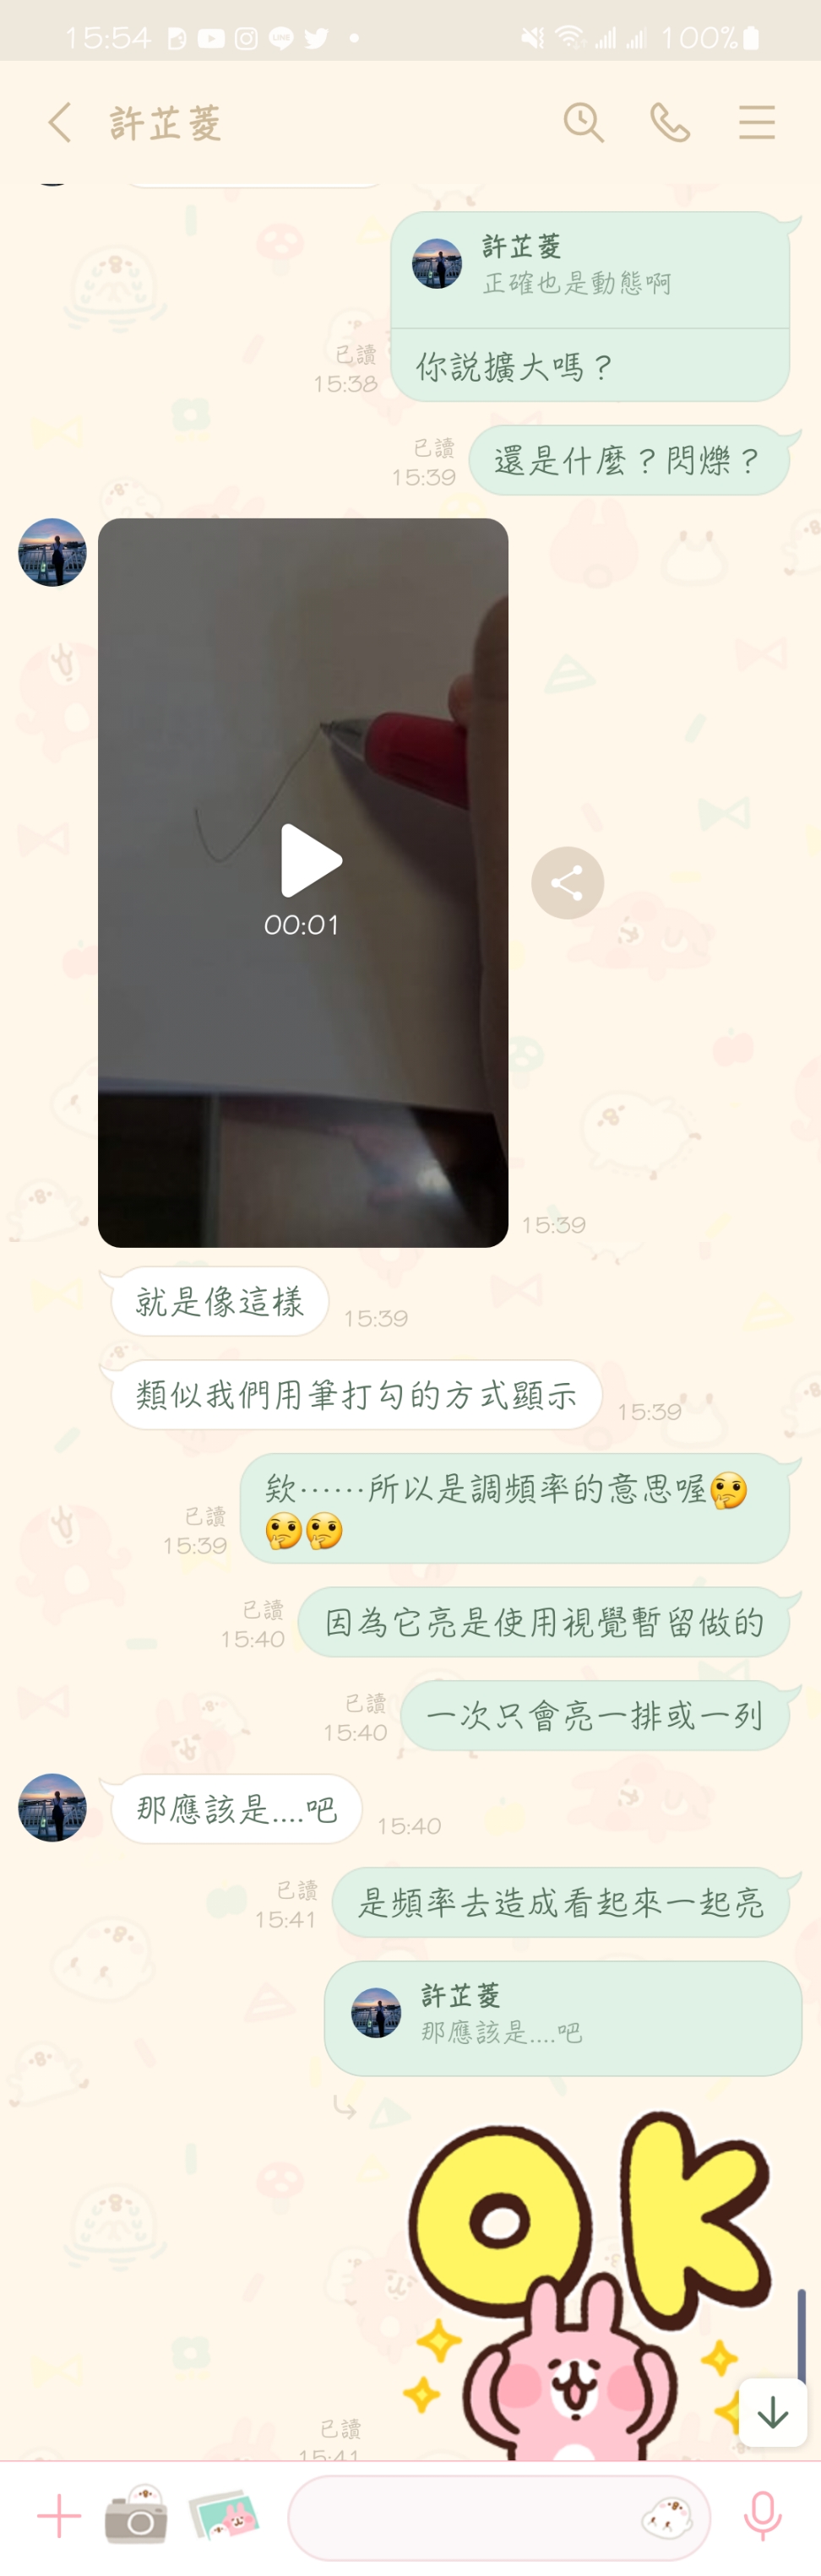 15:54
100%
許芷菱
許芷菱
正確也是動態啊
你說擴大嗎？
已讀
15:38
還是什麼？閃爍？
已讀
15:39
00:01
15:39
就是像這樣
15:39
類似我們用筆打勾的方式顯示
15:39
欸⋯⋯所以是調頻率的意思喔🤔
🤔🤔
已讀
15:39
因為它亮是使用視覺暫留做的
已讀
15:40
一次只會亮一排或一列
已讀
15:40
那應該是....吧
15:40
是頻率去造成看起來一起亮
已讀
15:41
許芷菱
那應該是....吧
OK
已讀
15:41